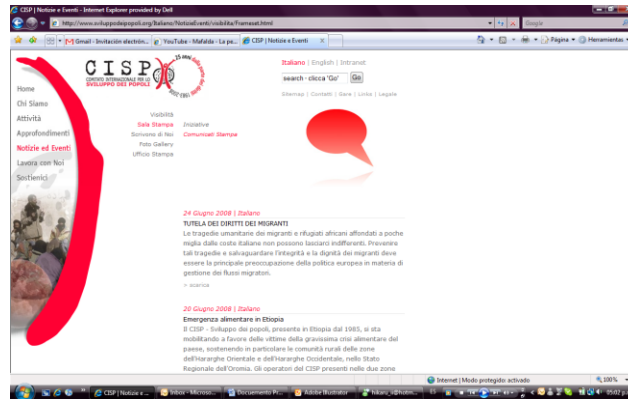 CISP | Notizie e Eventi - Internet Explorer provided by Dell
http://www.sviluppodeipopoli.org/Italiano/NotizieEventi/visibilita/Frameset.html
Google
Gmail - Invitación electrón...
YouTube - Mafalda - La pe...
CISP | Notizie e Eventi
Página
Herramientas
CISP
COMITATO INTERNAZIONALE PER LO
SVILUPPO DEI POPOLI
Italiano | English | Intranet
search - clicca 'Go'
Go
Sitemap | Contatti | Gare | Links | Legale
Home
Chi Siamo
Attività
Approfondimenti
Notizie ed Eventi
Lavora con Noi
Sostienici
Visibilità
Sala Stampa
Scrivono di Noi
Foto Gallery
Ufficio Stampa
Iniziative
Comunicati Stampa
24 Giugno 2008 | Italiano
TUTELA DEI DIRITTI DEI MIGRANTI
Le tragedie umanitarie dei migranti e rifugiati africani affondati a poche
miglia dalle coste italiane non possono lasciarci indifferenti. Prevenire
tali tragedie e salvaguardare l'integrità e la dignità dei migranti deve
essere la principale preoccupazione della politica europea in materia di
gestione dei flussi migratori.
» scarica
20 Giugno 2008 | Italiano
Emergenza alimentare in Etiopia
Il CISP - Sviluppo dei popoli, presente in Etiopia dal 1985, si sta
mobilitando a favore delle vittime della gravissima crisi alimentare del
paese, sostenendo in particolare le comunità rurali delle zone
dell'Hararghe Orientale e dell'Hararghe Occidentale, nello Stato
Regionale dell'Oromia. Gli operatori del CISP presenti nelle due zone
Internet | Modo protegido: activado
100%
CISP | Notizie e ...
Inbox - Microso...
Documento Pr...
Adobe Illustrator
ES
05:02 p.